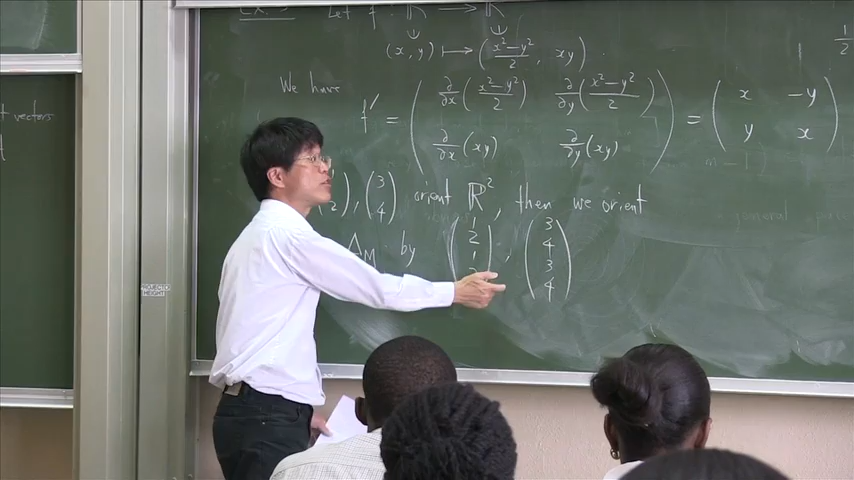 Let f : ℝ² → ℝ²
(x, y) ↦ ( (x²-y²)/2 , xy )
vectors
We have
f' = ( ∂/∂x((x²-y²)/2) ∂/∂y((x²-y²)/2) ; ∂/∂x(xy) ∂/∂y(xy) ) = ( x -y ; y x )
2), (3 4) orient ℝ², then we orient
Δ_M by (1 2 1 2), (3 4 3 4)